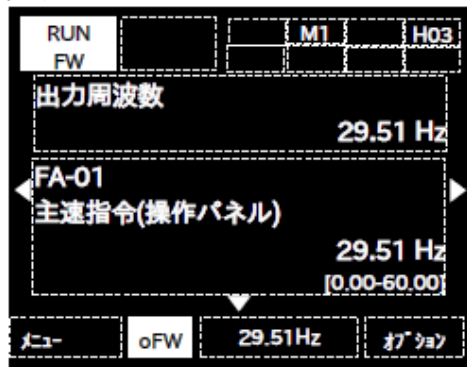 RUN
FW
M1
H03
出力周波数
29.51 Hz
FA-01
主速指令(操作パネル)
29.51 Hz
[0.00-60.00]
ﾒﾆｭｰ
oFW
29.51Hz
ｵﾌﾟｼｮﾝ